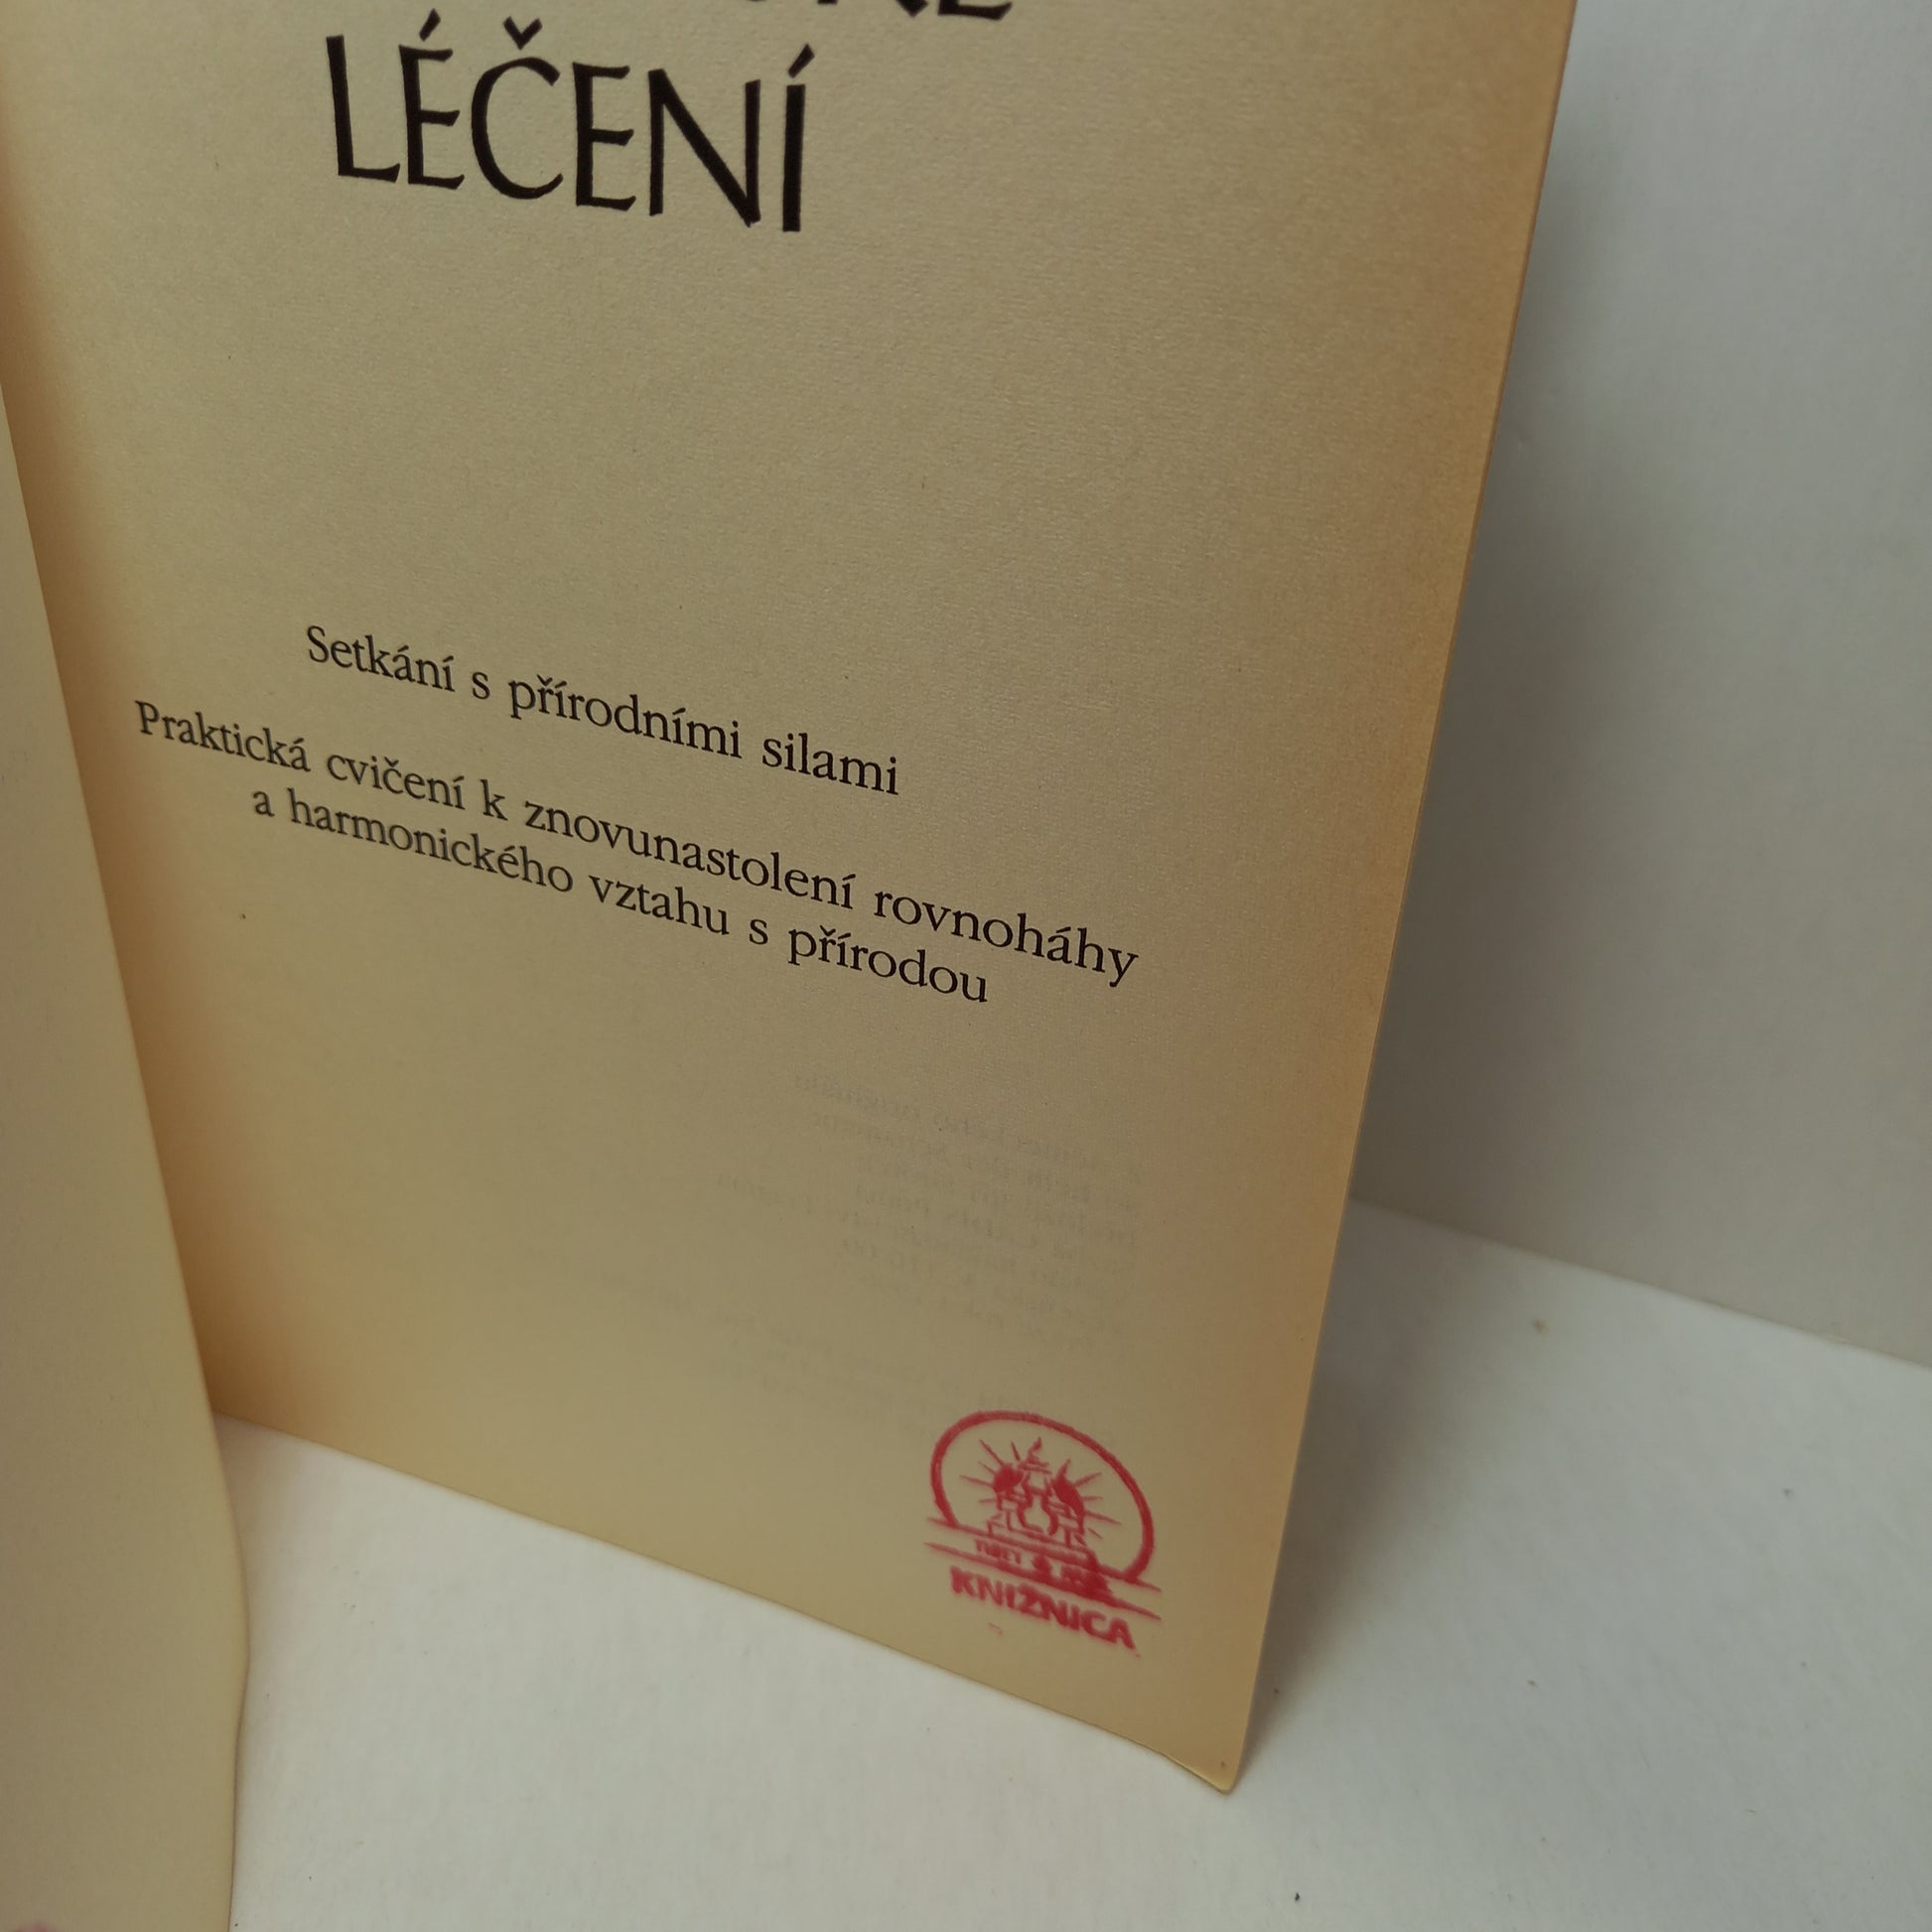 LÉČENÍ
Setkání s přírodními silami
Praktická cvičení k znovunastolení rovnoháhy
a harmonického vztahu s přírodou
KNIŽNICA